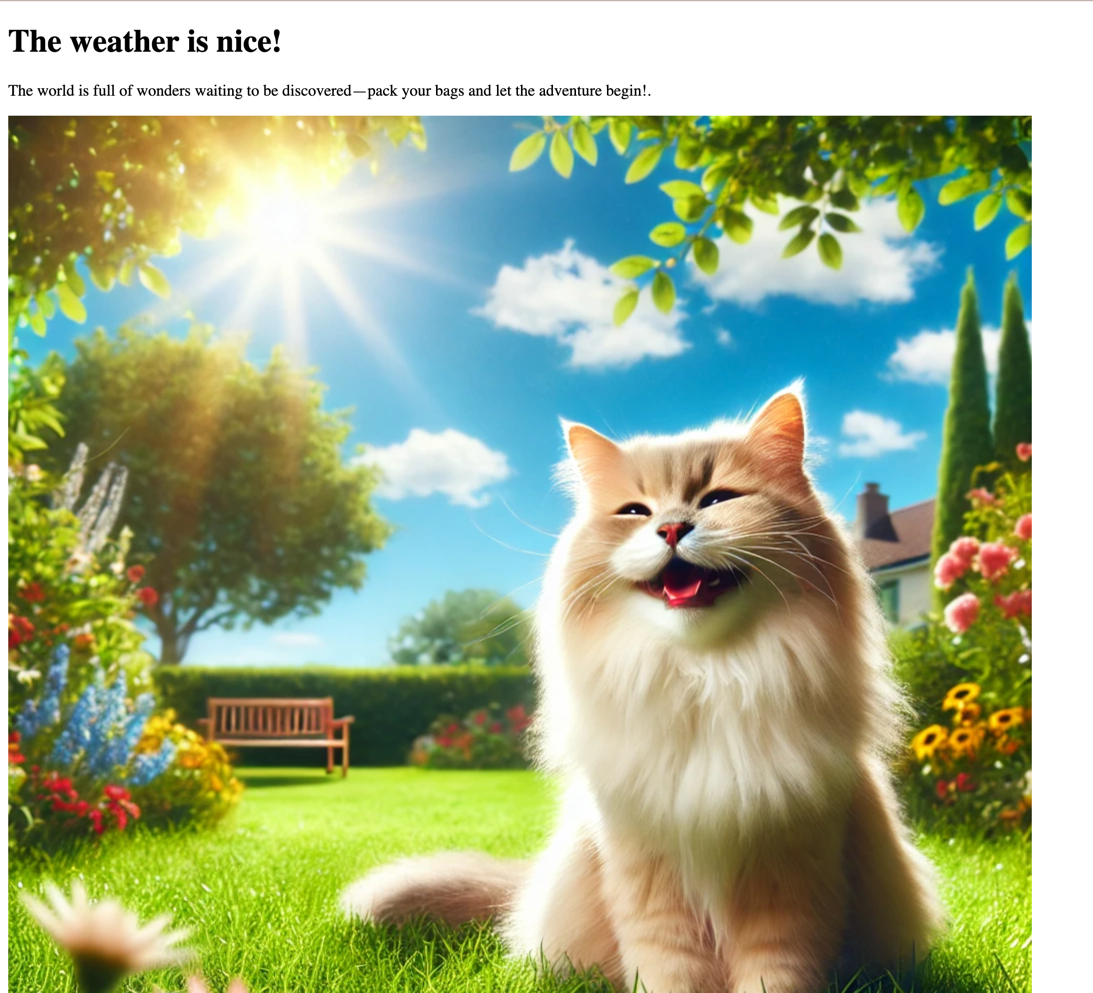 The weather is nice!
The world is full of wonders waiting to be discovered—pack your bags and let the adventure begin!.